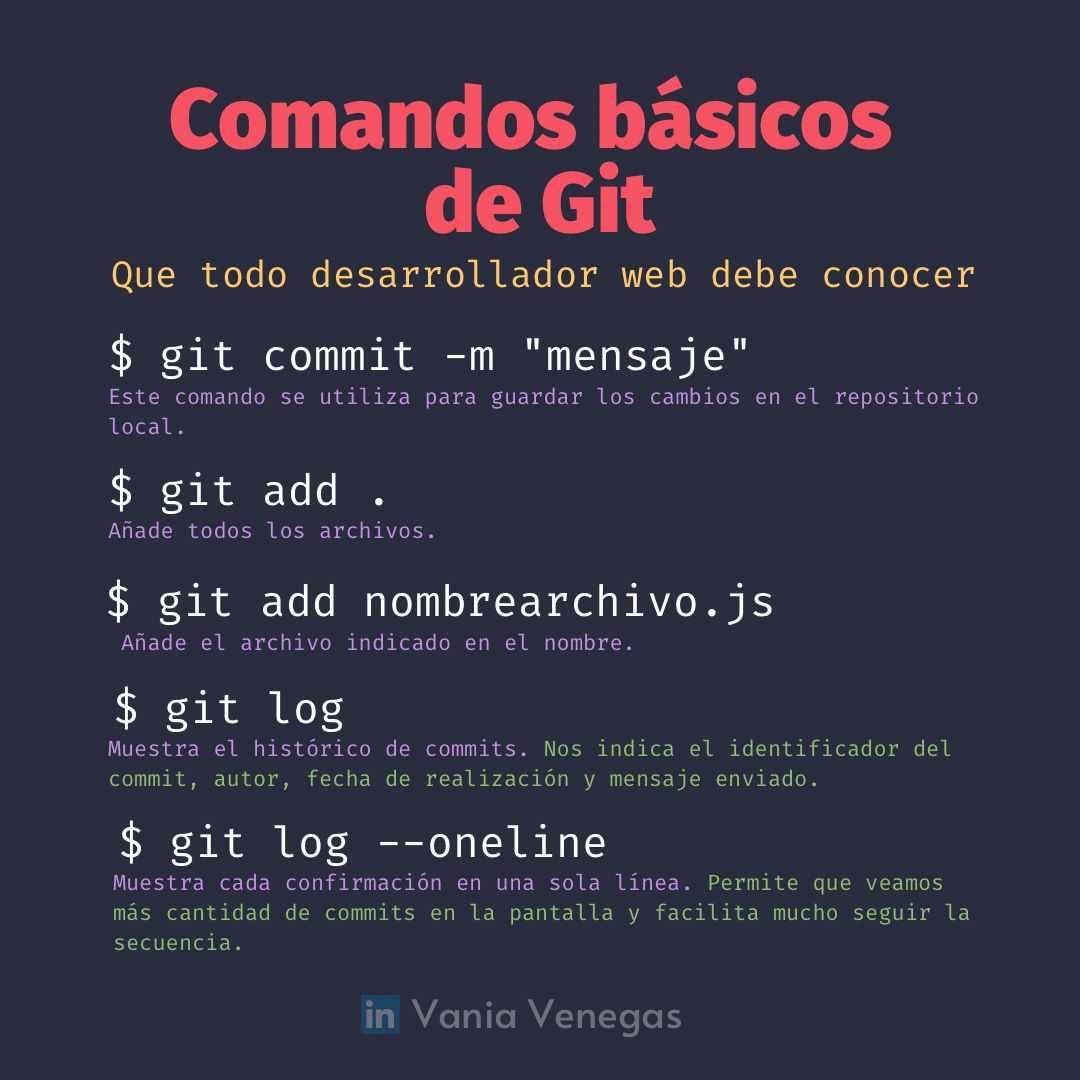 Comandos básicos
de Git
Que todo desarrollador web debe conocer
$ git commit -m "mensaje"
Este comando se utiliza para guardar los cambios en el repositorio
local.
$ git add .
Añade todos los archivos.
$ git add nombrearchivo.js
Añade el archivo indicado en el nombre.
$ git log
Muestra el histórico de commits. Nos indica el identificador del
commit, autor, fecha de realización y mensaje enviado.
$ git log --oneline
Muestra cada confirmación en una sola línea. Permite que veamos
más cantidad de commits en la pantalla y facilita mucho seguir la
secuencia.
in Vania Venegas